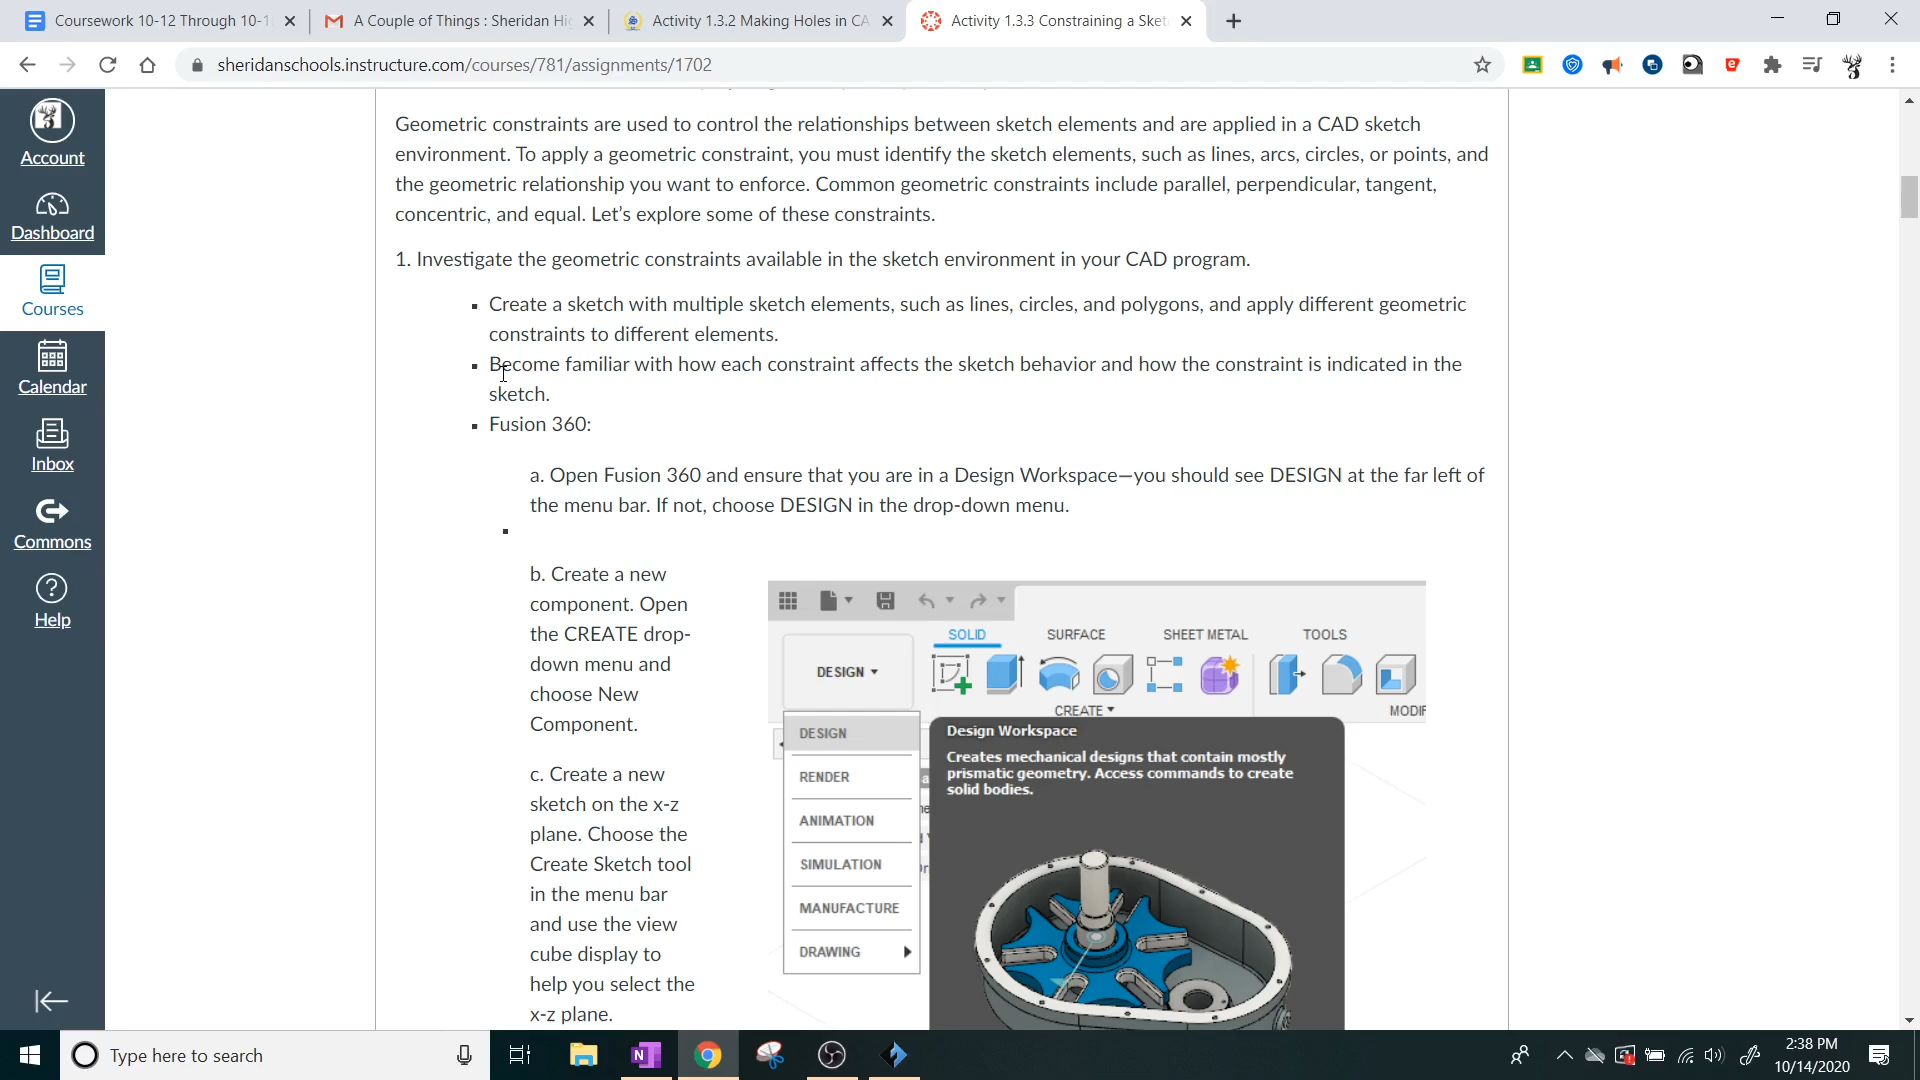 Coursework 10-12 Through 10-1
A Couple of Things : Sheridan Hi
Activity 1.3.2 Making Holes in CA
Activity 1.3.3 Constraining a Sket
sheridanschools.instructure.com/courses/781/assignments/1702
Account
Dashboard
Courses
Calendar
Inbox
Commons
Help
Geometric constraints are used to control the relationships between sketch elements and are applied in a CAD sketch
environment. To apply a geometric constraint, you must identify the sketch elements, such as lines, arcs, circles, or points, and
the geometric relationship you want to enforce. Common geometric constraints include parallel, perpendicular, tangent,
concentric, and equal. Let's explore some of these constraints.
1. Investigate the geometric constraints available in the sketch environment in your CAD program.
▪ Create a sketch with multiple sketch elements, such as lines, circles, and polygons, and apply different geometric
constraints to different elements.
▪ Become familiar with how each constraint affects the sketch behavior and how the constraint is indicated in the
sketch.
▪ Fusion 360:
a. Open Fusion 360 and ensure that you are in a Design Workspace—you should see DESIGN at the far left of
the menu bar. If not, choose DESIGN in the drop-down menu.
b. Create a new
component. Open
the CREATE drop-
down menu and
choose New
Component.
c. Create a new
sketch on the x-z
plane. Choose the
Create Sketch tool
in the menu bar
and use the view
cube display to
help you select the
x-z plane.
SOLID
SURFACE
SHEET METAL
TOOLS
DESIGN
CREATE
MODIF
DESIGN
RENDER
ANIMATION
SIMULATION
MANUFACTURE
DRAWING
Design Workspace
Creates mechanical designs that contain mostly
prismatic geometry. Access commands to create
solid bodies.
Type here to search
2:38 PM
10/14/2020